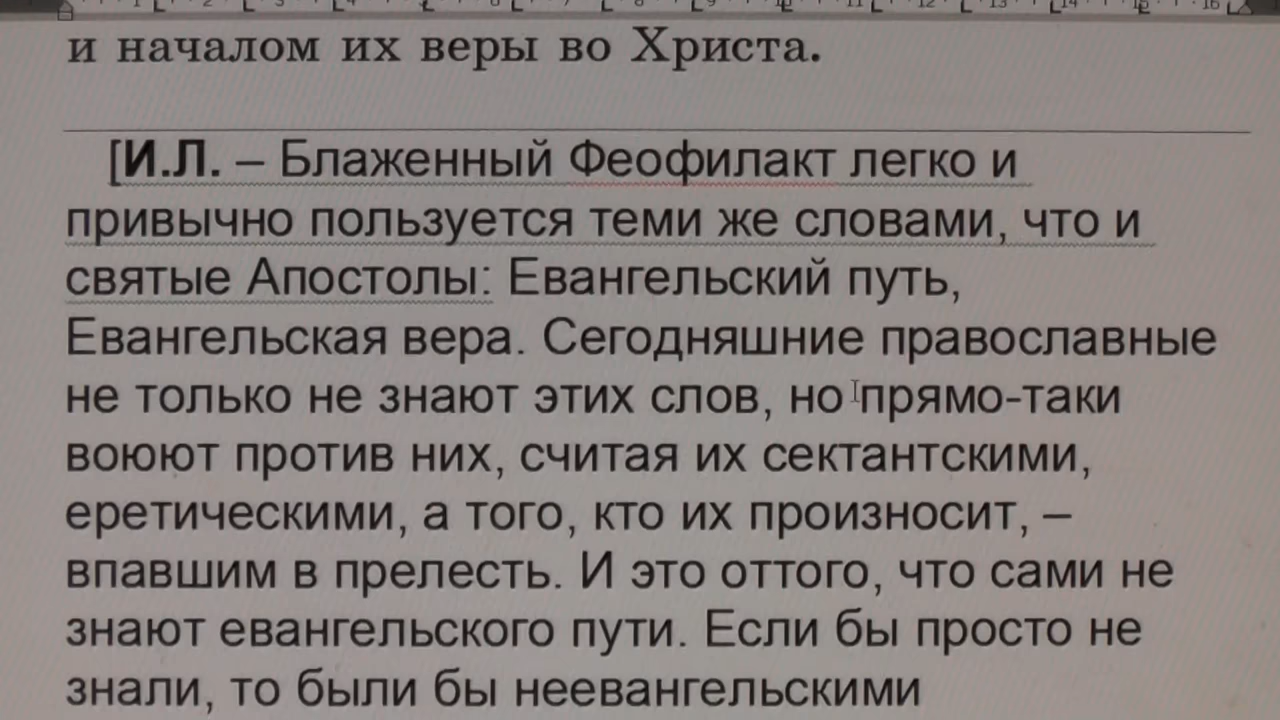 и началом их веры во Христа.
[И.Л. – Блаженный Феофилакт легко и
привычно пользуется теми же словами, что и
святые Апостолы: Евангельский путь,
Евангельская вера. Сегодняшние православные
не только не знают этих слов, но прямо-таки
воюют против них, считая их сектантскими,
еретическими, а того, кто их произносит, –
впавшим в прелесть. И это оттого, что сами не
знают евангельского пути. Если бы просто не
знали, то были бы неевангельскими